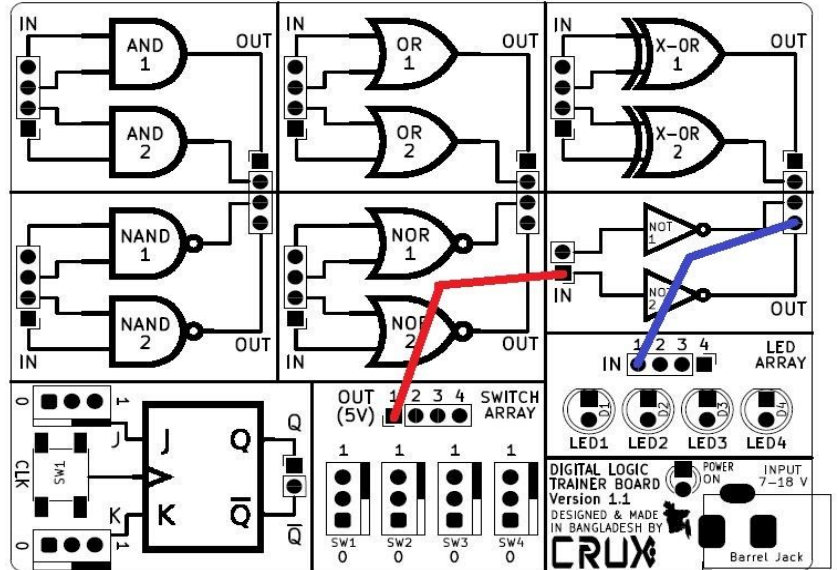 IN
AND
1
OUT
AND
2
IN
OR
1
OUT
OR
2
IN
X-OR
1
OUT
X-OR
2
NAND
1
NAND
2
IN
OUT
NOR
1
NOR
2
IN
OUT
NOT
1
NOT
2
IN
OUT
1 2 3 4
IN
LED
ARRAY
D1
D2
D3
D4
LED1 LED2 LED3 LED4
0
1
J
CLK
SW1
K
0
1
J
K
Q
Q
Q
Q
OUT
(5V)
1 2 3 4
SWITCH
ARRAY
1 1 1 1
SW1 SW2 SW3 SW4
0 0 0 0
DIGITAL LOGIC
TRAINER BOARD
Version 1.1
DESIGNED & MADE
IN BANGLADESH BY
CRUX
POWER
ON
INPUT
7-18 V
Barrel Jack